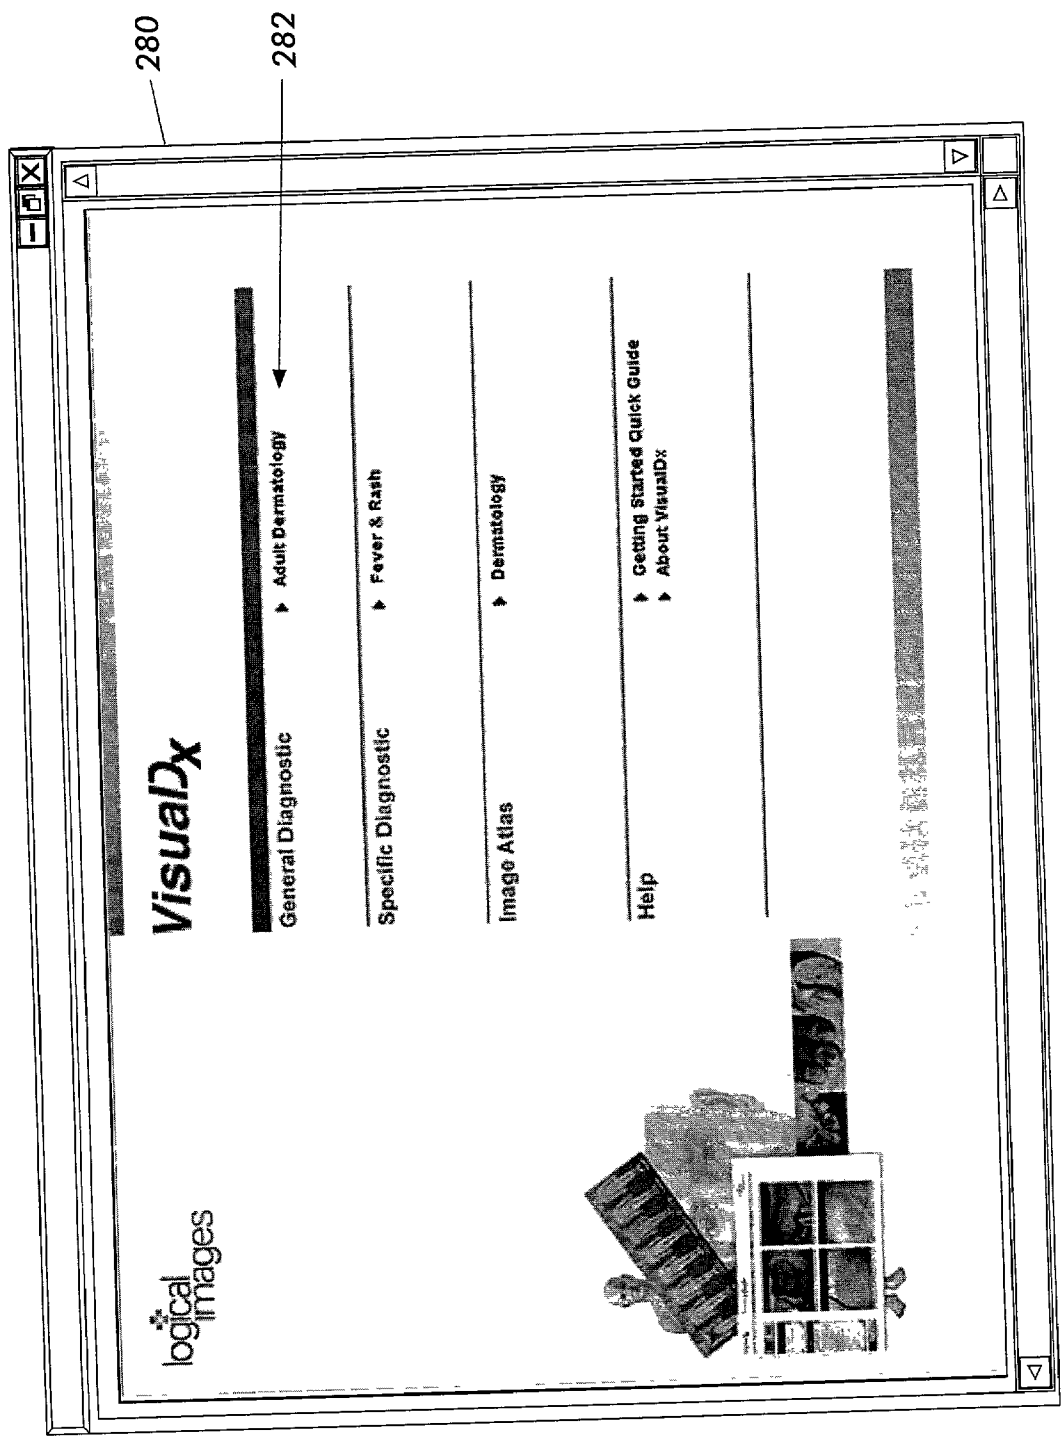 280
282
logical
images
VisualDx
General Diagnostic
Adult Dermatology
Specific Diagnostic
Fever & Rash
Image Atlas
Dermatology
Help
Getting Started Quick Guide
About VisualDx